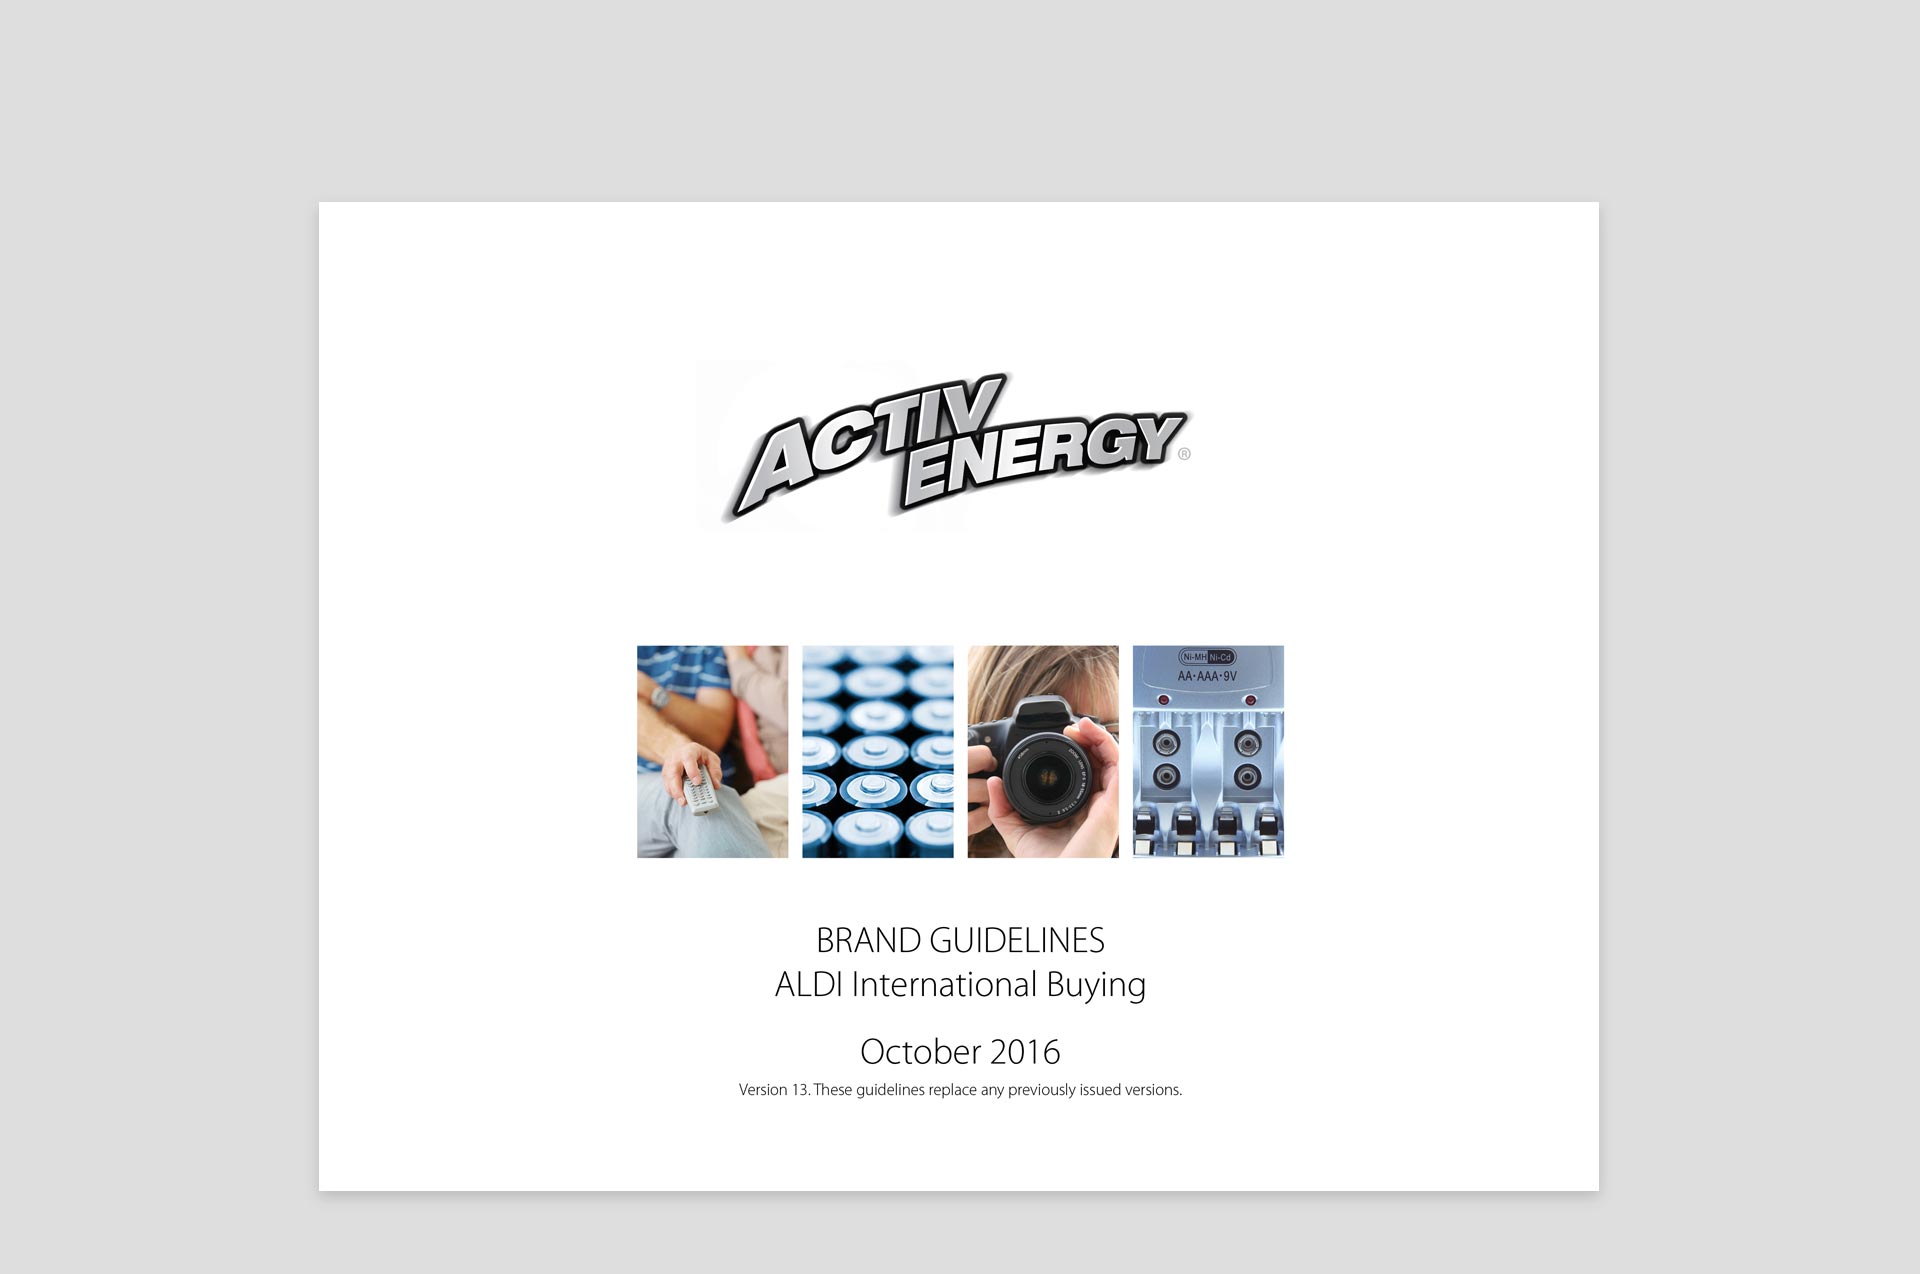 ACTIV
ENERGY®
Ni-MH Ni-Cd
AA•AAA•9V
BRAND GUIDELINES
ALDI International Buying
October 2016
Version 13. These guidelines replace any previously issued versions.